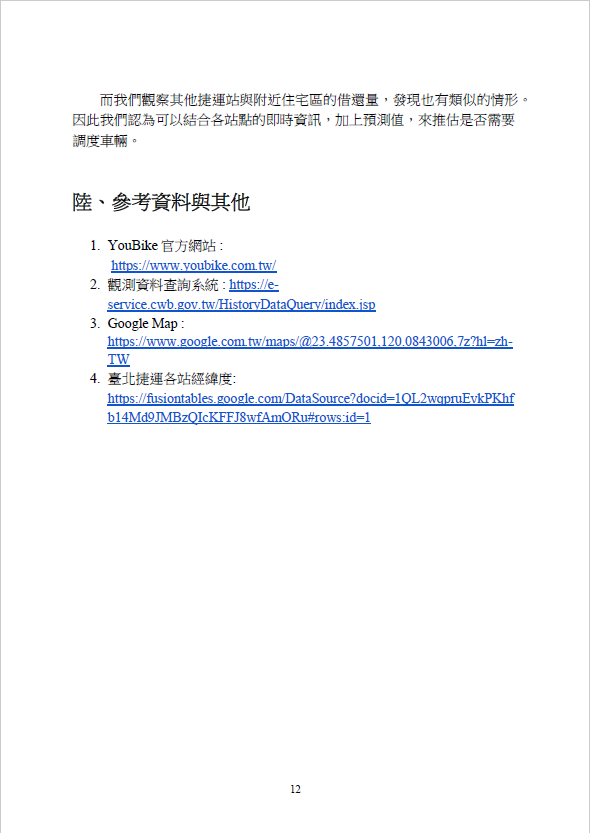 而我們觀察其他捷運站與附近住宅區的借還量，發現也有類似的情形。
因此我們認為可以結合各站點的即時資訊，加上預測值，來推估是否需要
調度車輛。
陸、參考資料與其他
1. YouBike 官方網站 :
https://www.youbike.com.tw/
2. 觀測資料查詢系統 : https://e-
service.cwb.gov.tw/HistoryDataQuery/index.jsp
3. Google Map :
https://www.google.com.tw/maps/@23.4857501,120.0843006,7z?hl=zh-
TW
4. 臺北捷運各站經緯度:
https://fusiontables.google.com/DataSource?docid=1QL2wqpruEvkPKhf
b14Md9JMBzQIcKFFJ8wfAmORu#rows:id=1
12